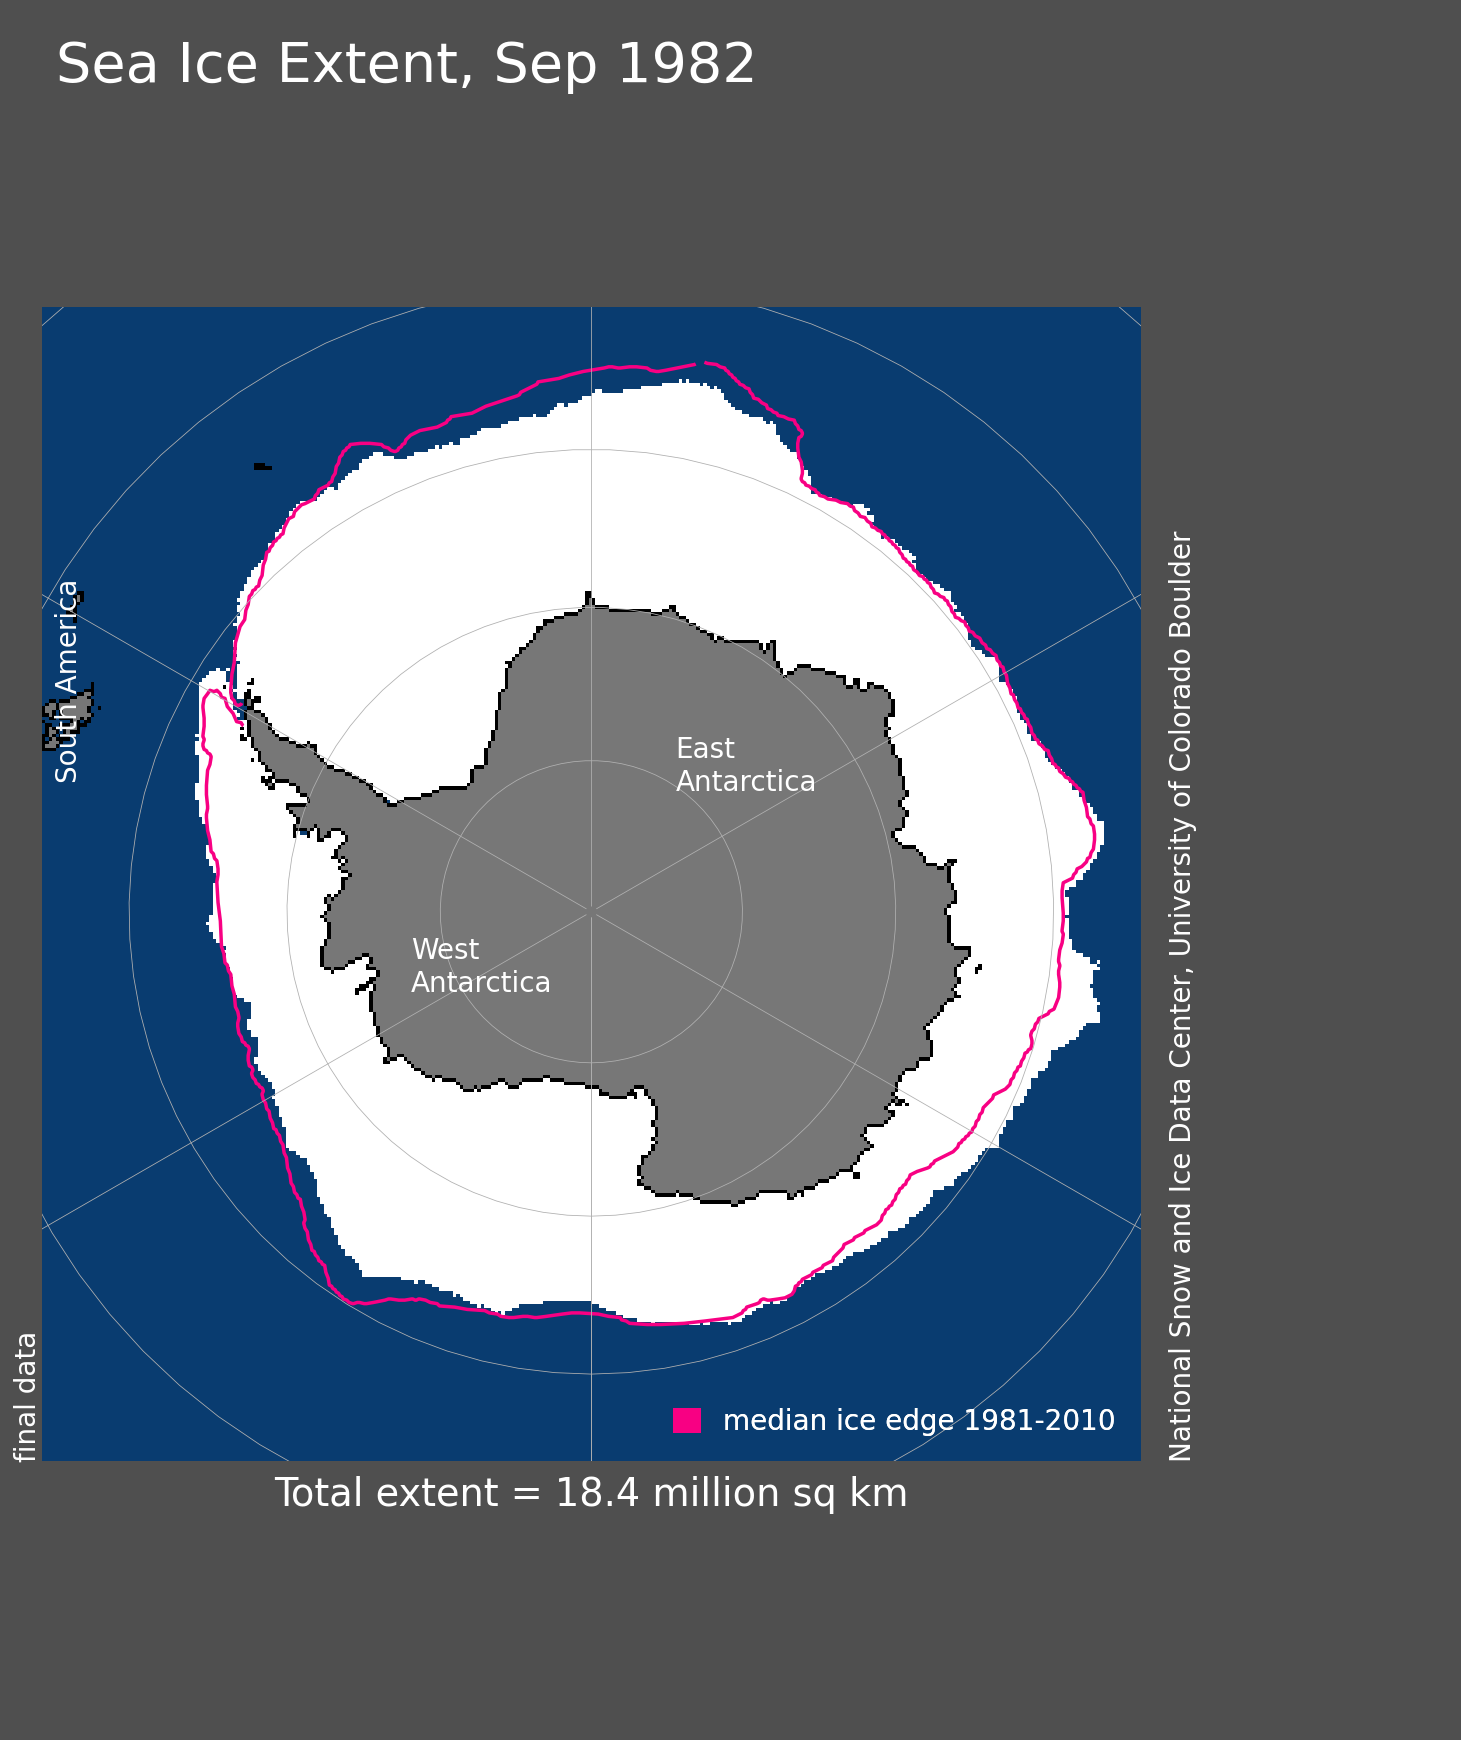 Sea Ice Extent, Sep 1982
South America
East
Antarctica
West
Antarctica
median ice edge 1981-2010
final data
National Snow and Ice Data Center, University of Colorado Boulder
Total extent = 18.4 million sq km